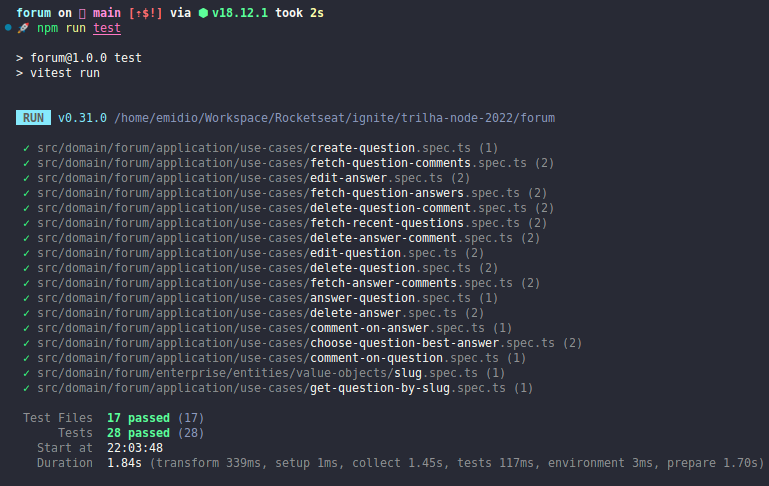 forum on main [⇡$!] via ⬢ v18.12.1 took 2s
🚀 npm run test
> forum@1.0.0 test
> vitest run
RUN v0.31.0 /home/emidio/Workspace/Rocketseat/ignite/trilha-node-2022/forum
✓ src/domain/forum/application/use-cases/create-question.spec.ts (1)
✓ src/domain/forum/application/use-cases/fetch-question-comments.spec.ts (2)
✓ src/domain/forum/application/use-cases/edit-answer.spec.ts (2)
✓ src/domain/forum/application/use-cases/fetch-question-answers.spec.ts (2)
✓ src/domain/forum/application/use-cases/delete-question-comment.spec.ts (2)
✓ src/domain/forum/application/use-cases/fetch-recent-questions.spec.ts (2)
✓ src/domain/forum/application/use-cases/delete-answer-comment.spec.ts (2)
✓ src/domain/forum/application/use-cases/edit-question.spec.ts (2)
✓ src/domain/forum/application/use-cases/delete-question.spec.ts (2)
✓ src/domain/forum/application/use-cases/fetch-answer-comments.spec.ts (2)
✓ src/domain/forum/application/use-cases/answer-question.spec.ts (1)
✓ src/domain/forum/application/use-cases/delete-answer.spec.ts (2)
✓ src/domain/forum/application/use-cases/comment-on-answer.spec.ts (1)
✓ src/domain/forum/application/use-cases/choose-question-best-answer.spec.ts (2)
✓ src/domain/forum/application/use-cases/comment-on-question.spec.ts (1)
✓ src/domain/forum/enterprise/entities/value-objects/slug.spec.ts (1)
✓ src/domain/forum/application/use-cases/get-question-by-slug.spec.ts (1)
Test Files 17 passed (17)
Tests 28 passed (28)
Start at 22:03:48
Duration 1.84s (transform 339ms, setup 1ms, collect 1.45s, tests 117ms, environment 3ms, prepare 1.70s)